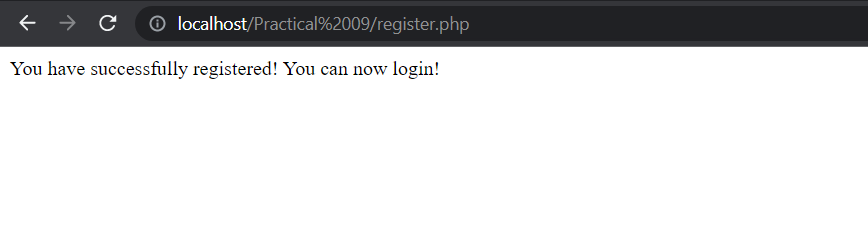 localhost/Practical%2009/register.php
You have successfully registered! You can now login!